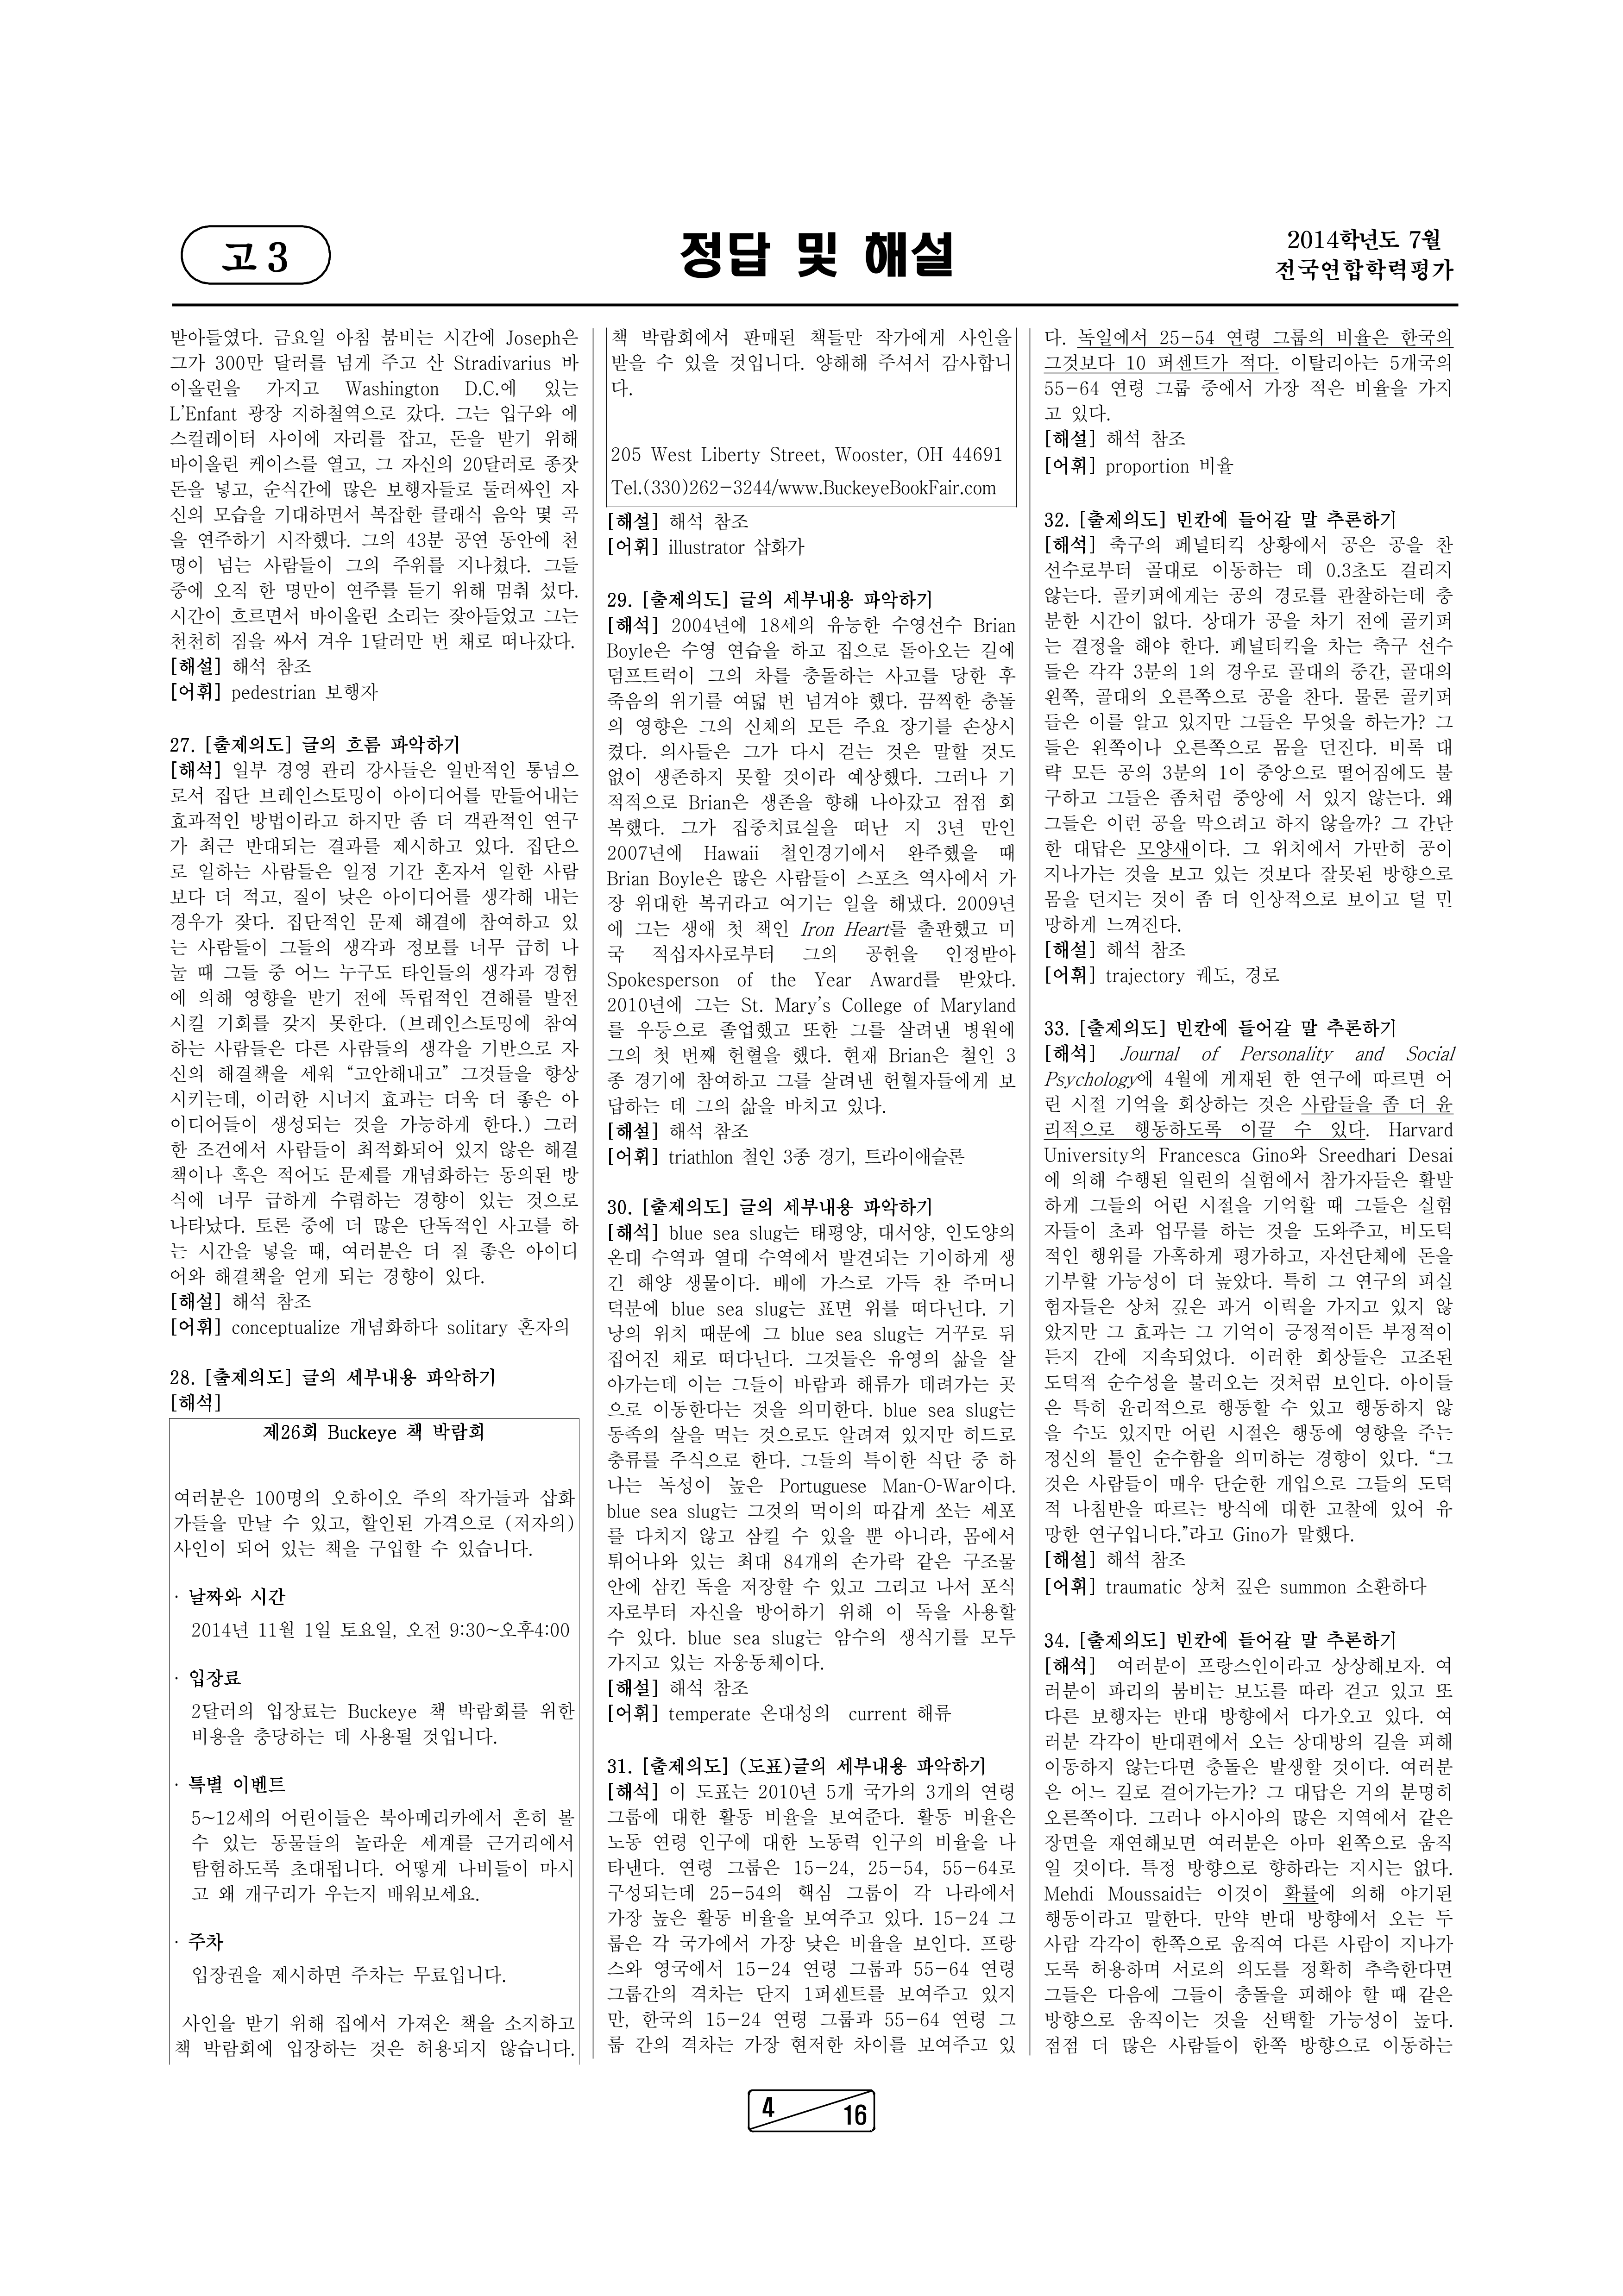 고 3
정답 및 해설
2014학년도 7월
전국연합학력평가
받아들였다. 금요일 아침 붐비는 시간에 Joseph은
그가 300만 달러를 넘게 주고 산 Stradivarius 바
이올린을 가지고 Washington D.C.에 있는
L'Enfant 광장 지하철역으로 갔다. 그는 입구와 에
스컬레이터 사이에 자리를 잡고, 돈을 받기 위해
바이올린 케이스를 열고, 그 자신의 20달러로 종잣
돈을 넣고, 순식간에 많은 보행자들로 둘러싸인 자
신의 모습을 기대하면서 복잡한 클래식 음악 몇 곡
을 연주하기 시작했다. 그의 43분 공연 동안에 천
명이 넘는 사람들이 그의 주위를 지나쳤다. 그들
중에 오직 한 명만이 연주를 듣기 위해 멈춰 섰다.
시간이 흐르면서 바이올린 소리는 잦아들었고 그는
천천히 짐을 싸서 겨우 1달러만 번 채로 떠나갔다.
[해설] 해석 참조
[어휘] pedestrian 보행자
27. [출제의도] 글의 흐름 파악하기
[해석] 일부 경영 관리 강사들은 일반적인 통념으
로서 집단 브레인스토밍이 아이디어를 만들어내는
효과적인 방법이라고 하지만 좀 더 객관적인 연구
가 최근 반대되는 결과를 제시하고 있다. 집단으
로 일하는 사람들은 일정 기간 혼자서 일한 사람
보다 더 적고, 질이 낮은 아이디어를 생각해 내는
경우가 잦다. 집단적인 문제 해결에 참여하고 있
는 사람들이 그들의 생각과 정보를 너무 급히 나
눌 때 그들 중 어느 누구도 타인들의 생각과 경험
에 의해 영향을 받기 전에 독립적인 견해를 발전
시킬 기회를 갖지 못한다. (브레인스토밍에 참여
하는 사람들은 다른 사람들의 생각을 기반으로 자
신의 해결책을 세워 “고안해내고” 그것들을 향상
시키는데, 이러한 시너지 효과는 더욱 더 좋은 아
이디어들이 생성되는 것을 가능하게 한다.) 그러
한 조건에서 사람들이 최적화되어 있지 않은 해결
책이나 혹은 적어도 문제를 개념화하는 동의된 방
식에 너무 급하게 수렴하는 경향이 있는 것으로
나타났다. 토론 중에 더 많은 단독적인 사고를 하
는 시간을 넣을 때, 여러분은 더 질 좋은 아이디
어와 해결책을 얻게 되는 경향이 있다.
[해설] 해석 참조
[어휘] conceptualize 개념화하다 solitary 혼자의
28. [출제의도] 글의 세부내용 파악하기
[해석]
제26회 Buckeye 책 박람회
여러분은 100명의 오하이오 주의 작가들과 삽화
가들을 만날 수 있고, 할인된 가격으로 (저자의)
사인이 되어 있는 책을 구입할 수 있습니다.
· 날짜와 시간
2014년 11월 1일 토요일, 오전 9:30~오후4:00
· 입장료
2달러의 입장료는 Buckeye 책 박람회를 위한
비용을 충당하는 데 사용될 것입니다.
· 특별 이벤트
5~12세의 어린이들은 북아메리카에서 흔히 볼
수 있는 동물들의 놀라운 세계를 근거리에서
탐험하도록 초대됩니다. 어떻게 나비들이 마시
고 왜 개구리가 우는지 배워보세요.
· 주차
입장권을 제시하면 주차는 무료입니다.
사인을 받기 위해 집에서 가져온 책을 소지하고
책 박람회에 입장하는 것은 허용되지 않습니다.
책 박람회에서 판매된 책들만 작가에게 사인을
받을 수 있을 것입니다. 양해해 주셔서 감사합니
다.
205 West Liberty Street, Wooster, OH 44691
Tel.(330)262-3244/www.BuckeyeBookFair.com
[해설] 해석 참조
[어휘] illustrator 삽화가
29. [출제의도] 글의 세부내용 파악하기
[해석] 2004년에 18세의 유능한 수영선수 Brian
Boyle은 수영 연습을 하고 집으로 돌아오는 길에
덤프트럭이 그의 차를 충돌하는 사고를 당한 후
죽음의 위기를 여덟 번 넘겨야 했다. 끔찍한 충돌
의 영향은 그의 신체의 모든 주요 장기를 손상시
켰다. 의사들은 그가 다시 걷는 것은 말할 것도
없이 생존하지 못할 것이라 예상했다. 그러나 기
적적으로 Brian은 생존을 향해 나아갔고 점점 회
복했다. 그가 집중치료실을 떠난 지 3년 만인
2007년에 Hawaii 철인경기에서 완주했을 때
Brian Boyle은 많은 사람들이 스포츠 역사에서 가
장 위대한 복귀라고 여기는 일을 해냈다. 2009년
에 그는 생애 첫 책인 Iron Heart를 출판했고 미
국 적십자사로부터 그의 공헌을 인정받아
Spokesperson of the Year Award를 받았다.
2010년에 그는 St. Mary's College of Maryland
를 우등으로 졸업했고 또한 그를 살려낸 병원에
그의 첫 번째 헌혈을 했다. 현재 Brian은 철인 3
종 경기에 참여하고 그를 살려낸 헌혈자들에게 보
답하는 데 그의 삶을 바치고 있다.
[해설] 해석 참조
[어휘] triathlon 철인 3종 경기, 트라이애슬론
30. [출제의도] 글의 세부내용 파악하기
[해석] blue sea slug는 태평양, 대서양, 인도양의
온대 수역과 열대 수역에서 발견되는 기이하게 생
긴 해양 생물이다. 배에 가스로 가득 찬 주머니
덕분에 blue sea slug는 표면 위를 떠다닌다. 기
낭의 위치 때문에 그 blue sea slug는 거꾸로 뒤
집어진 채로 떠다닌다. 그것들은 유영의 삶을 살
아가는데 이는 그들이 바람과 해류가 데려가는 곳
으로 이동한다는 것을 의미한다. blue sea slug는
동족의 살을 먹는 것으로도 알려져 있지만 히드로
충류를 주식으로 한다. 그들의 특이한 식단 중 하
나는 독성이 높은 Portuguese Man-O-War이다.
blue sea slug는 그것의 먹이의 따갑게 쏘는 세포
를 다치지 않고 삼킬 수 있을 뿐 아니라, 몸에서
튀어나와 있는 최대 84개의 손가락 같은 구조물
안에 삼킨 독을 저장할 수 있고 그리고 나서 포식
자로부터 자신을 방어하기 위해 이 독을 사용할
수 있다. blue sea slug는 암수의 생식기를 모두
가지고 있는 자웅동체이다.
[해설] 해석 참조
[어휘] temperate 온대성의 current 해류
31. [출제의도] (도표)글의 세부내용 파악하기
[해석] 이 도표는 2010년 5개 국가의 3개의 연령
그룹에 대한 활동 비율을 보여준다. 활동 비율은
노동 연령 인구에 대한 노동력 인구의 비율을 나
타낸다. 연령 그룹은 15-24, 25-54, 55-64로
구성되는데 25-54의 핵심 그룹이 각 나라에서
가장 높은 활동 비율을 보여주고 있다. 15-24 그
룹은 각 국가에서 가장 낮은 비율을 보인다. 프랑
스와 영국에서 15-24 연령 그룹과 55-64 연령
그룹간의 격차는 단지 1퍼센트를 보여주고 있지
만, 한국의 15-24 연령 그룹과 55-64 연령 그
룹 간의 격차는 가장 현저한 차이를 보여주고 있
다. 독일에서 25-54 연령 그룹의 비율은 한국의
그것보다 10 퍼센트가 적다. 이탈리아는 5개국의
55-64 연령 그룹 중에서 가장 적은 비율을 가지
고 있다.
[해설] 해석 참조
[어휘] proportion 비율
32. [출제의도] 빈칸에 들어갈 말 추론하기
[해석] 축구의 페널티킥 상황에서 공은 공을 찬
선수로부터 골대로 이동하는 데 0.3초도 걸리지
않는다. 골키퍼에게는 공의 경로를 관찰하는데 충
분한 시간이 없다. 상대가 공을 차기 전에 골키퍼
는 결정을 해야 한다. 페널티킥을 차는 축구 선수
들은 각각 3분의 1의 경우로 골대의 중간, 골대의
왼쪽, 골대의 오른쪽으로 공을 찬다. 물론 골키퍼
들은 이를 알고 있지만 그들은 무엇을 하는가? 그
들은 왼쪽이나 오른쪽으로 몸을 던진다. 비록 대
략 모든 공의 3분의 1이 중앙으로 떨어짐에도 불
구하고 그들은 좀처럼 중앙에 서 있지 않는다. 왜
그들은 이런 공을 막으려고 하지 않을까? 그 간단
한 대답은 모양새이다. 그 위치에서 가만히 공이
지나가는 것을 보고 있는 것보다 잘못된 방향으로
몸을 던지는 것이 좀 더 인상적으로 보이고 덜 민
망하게 느껴진다.
[해설] 해석 참조
[어휘] trajectory 궤도, 경로
33. [출제의도] 빈칸에 들어갈 말 추론하기
[해석] Journal of Personality and Social
Psychology에 4월에 게재된 한 연구에 따르면 어
린 시절 기억을 회상하는 것은 사람들을 좀 더 윤
리적으로 행동하도록 이끌 수 있다. Harvard
University의 Francesca Gino와 Sreedhari Desai
에 의해 수행된 일련의 실험에서 참가자들은 활발
하게 그들의 어린 시절을 기억할 때 그들은 실험
자들이 초과 업무를 하는 것을 도와주고, 비도덕
적인 행위를 가혹하게 평가하고, 자선단체에 돈을
기부할 가능성이 더 높았다. 특히 그 연구의 피실
험자들은 상처 깊은 과거 이력을 가지고 있지 않
았지만 그 효과는 그 기억이 긍정적이든 부정적이
든지 간에 지속되었다. 이러한 회상들은 고조된
도덕적 순수성을 불러오는 것처럼 보인다. 아이들
은 특히 윤리적으로 행동할 수 있고 행동하지 않
을 수도 있지만 어린 시절은 행동에 영향을 주는
정신의 틀인 순수함을 의미하는 경향이 있다. “그
것은 사람들이 매우 단순한 개입으로 그들의 도덕
적 나침반을 따르는 방식에 대한 고찰에 있어 유
망한 연구입니다.”라고 Gino가 말했다.
[해설] 해석 참조
[어휘] traumatic 상처 깊은 summon 소환하다
34. [출제의도] 빈칸에 들어갈 말 추론하기
[해석] 여러분이 프랑스인이라고 상상해보자. 여
러분이 파리의 붐비는 보도를 따라 걷고 있고 또
다른 보행자는 반대 방향에서 다가오고 있다. 여
러분 각각이 반대편에서 오는 상대방의 길을 피해
이동하지 않는다면 충돌은 발생할 것이다. 여러분
은 어느 길로 걸어가는가? 그 대답은 거의 분명히
오른쪽이다. 그러나 아시아의 많은 지역에서 같은
장면을 재연해보면 여러분은 아마 왼쪽으로 움직
일 것이다. 특정 방향으로 향하라는 지시는 없다.
Mehdi Moussaid는 이것이 확률에 의해 야기된
행동이라고 말한다. 만약 반대 방향에서 오는 두
사람 각각이 한쪽으로 움직여 다른 사람이 지나가
도록 허용하며 서로의 의도를 정확히 추측한다면
그들은 다음에 그들이 충돌을 피해야 할 때 같은
방향으로 움직이는 것을 선택할 가능성이 높다.
점점 더 많은 사람들이 한쪽 방향으로 이동하는
4
16